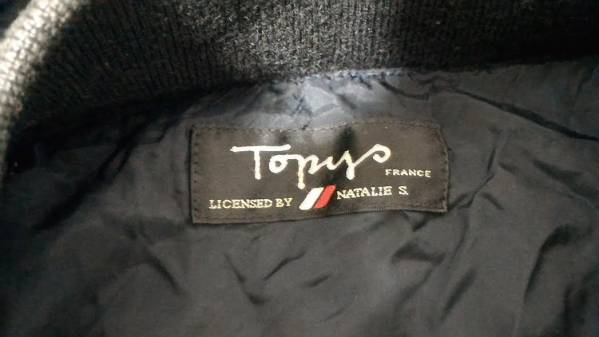 Topys
FRANCE
LICENSED BY NATALIE S.